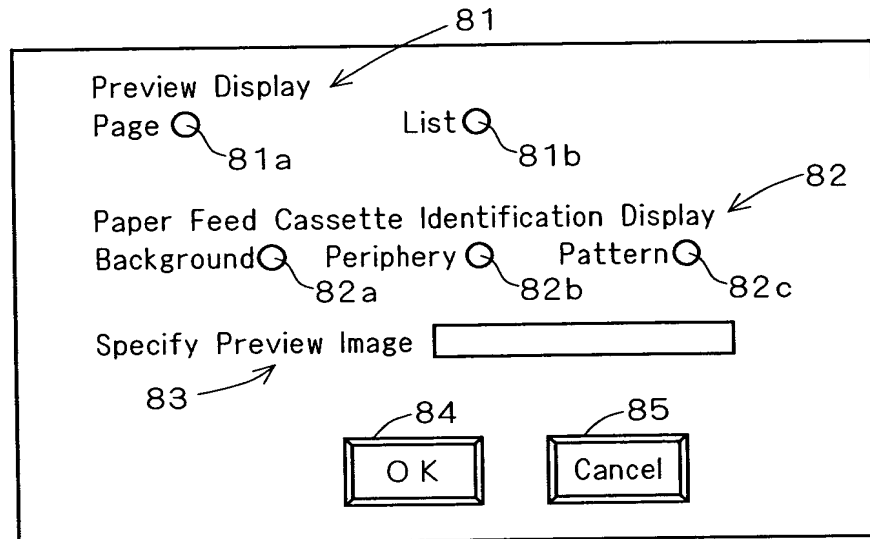 81
Preview Display
Page List
81a 81b
82
Paper Feed Cassette Identification Display
Background Periphery Pattern
82a 82b 82c
Specify Preview Image
83
84 85
OK Cancel